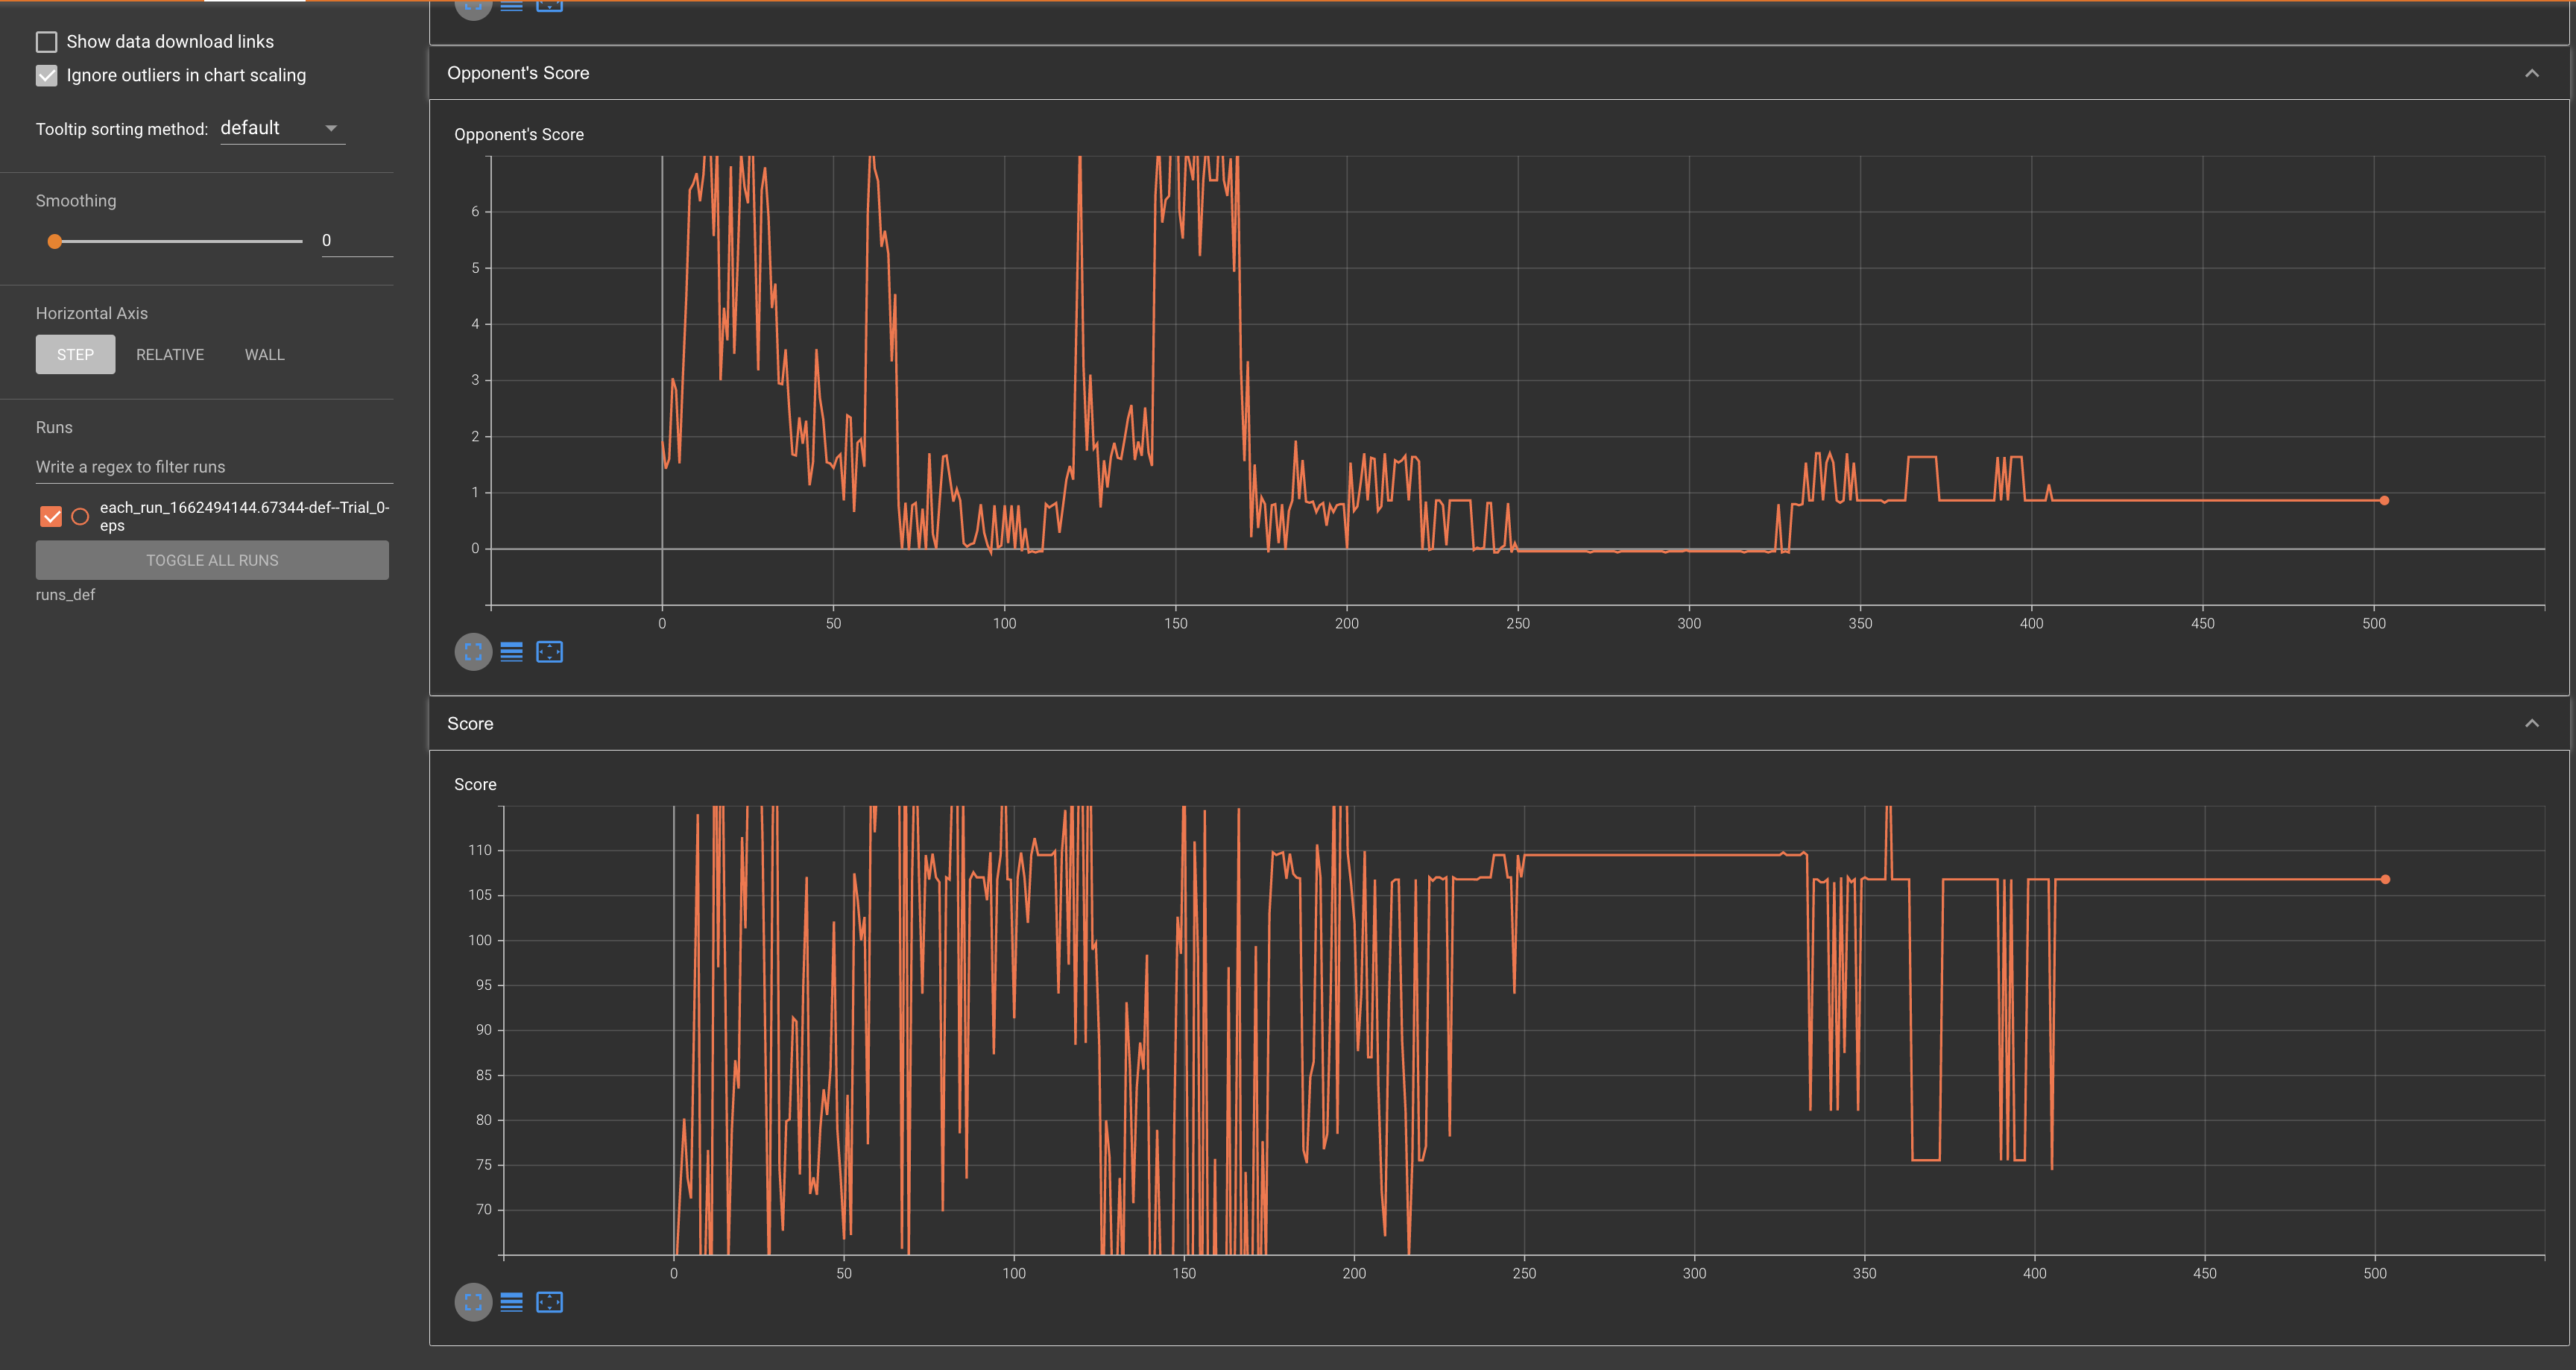 Show data download links
Ignore outliers in chart scaling
Tooltip sorting method: default
Smoothing
0
Horizontal Axis
STEP RELATIVE WALL
Runs
Write a regex to filter runs
each_run_1662494144.67344-def--Trial_0-
eps
TOGGLE ALL RUNS
runs_def
Opponent's Score
Opponent's Score
6
5
4
3
2
1
0
0 50 100 150 200 250 300 350 400 450 500
Score
Score
110
105
100
95
90
85
80
75
70
0 50 100 150 200 250 300 350 400 450 500